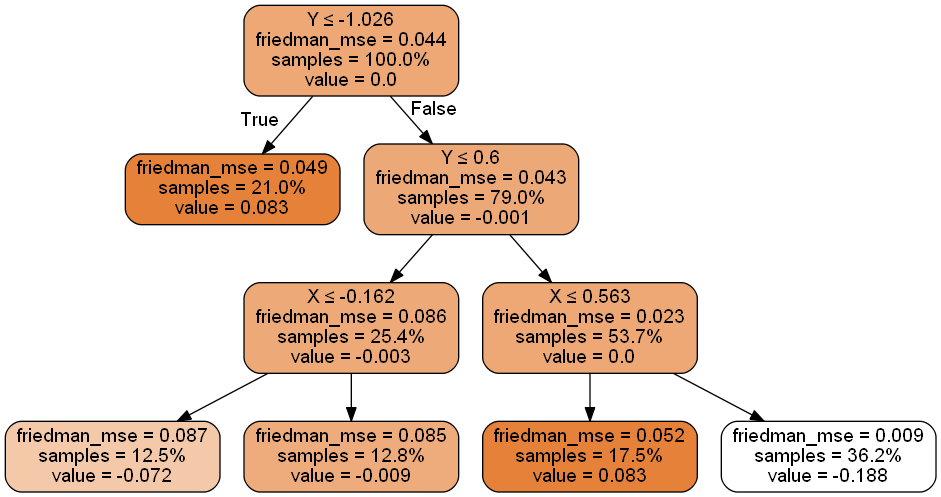 Y ≤ -1.026
friedman_mse = 0.044
samples = 100.0%
value = 0.0
True
False
friedman_mse = 0.049
samples = 21.0%
value = 0.083
Y ≤ 0.6
friedman_mse = 0.043
samples = 79.0%
value = -0.001
X ≤ -0.162
friedman_mse = 0.086
samples = 25.4%
value = -0.003
X ≤ 0.563
friedman_mse = 0.023
samples = 53.7%
value = 0.0
friedman_mse = 0.087
samples = 12.5%
value = -0.072
friedman_mse = 0.085
samples = 12.8%
value = -0.009
friedman_mse = 0.052
samples = 17.5%
value = 0.083
friedman_mse = 0.009
samples = 36.2%
value = -0.188